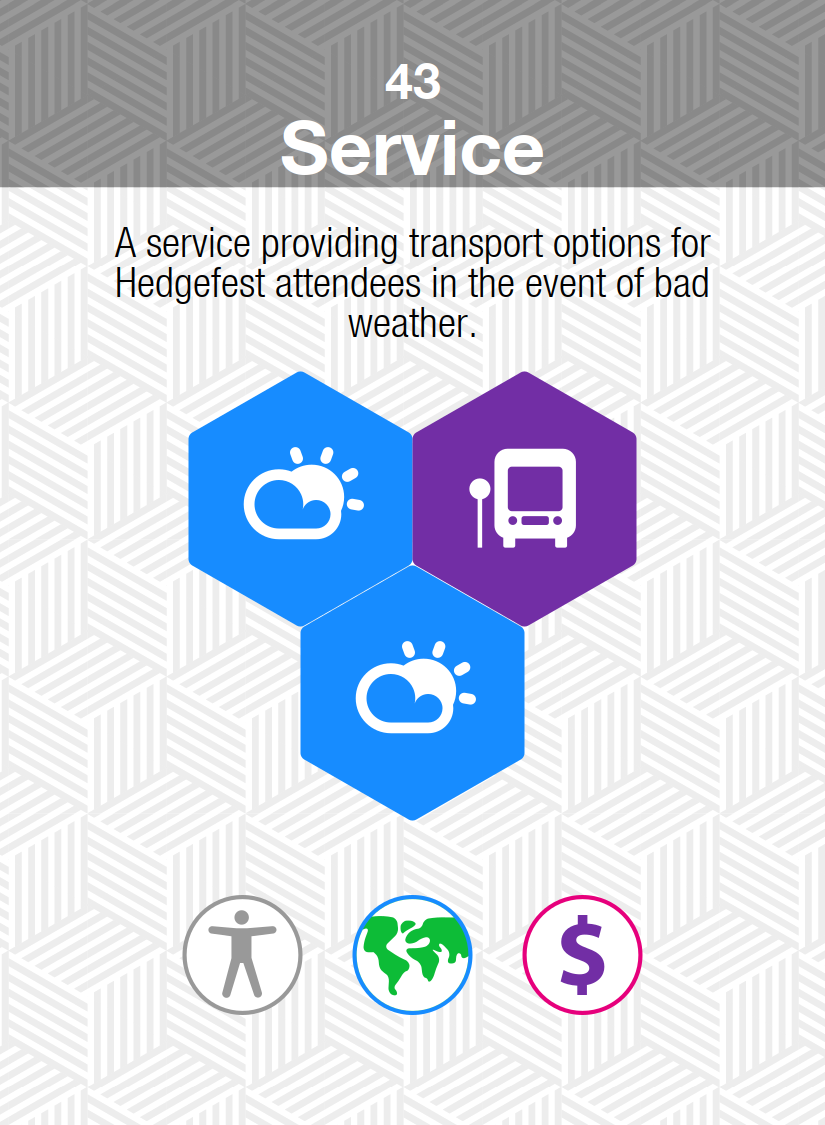 43
Service
A service providing transport options for
Hedgefest attendees in the event of bad
weather.
$